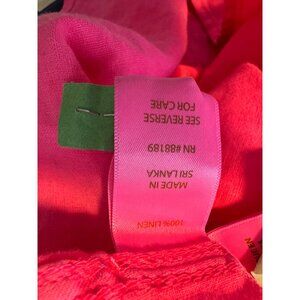 100% LINEN
MADE IN
SRI LANKA
RN #88189
SEE REVERSE
FOR CARE